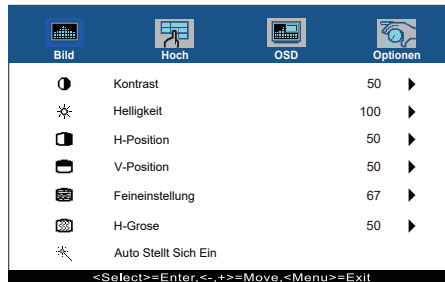 Bild Hoch OSD Optionen
Kontrast 50
Helligkeit 100
H-Position 50
V-Position 50
Feineinstellung 67
H-Grose 50
Auto Stellt Sich Ein
<Select>=Enter,<-,+>=Move,<Menu>=Exit